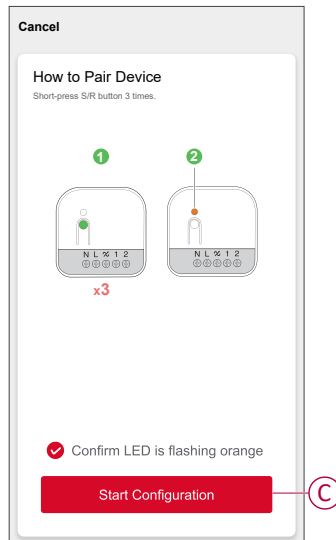 Cancel
How to Pair Device
Short-press S/R button 3 times.
1 2
N L % 1 2 N L % 1 2
x3
Confirm LED is flashing orange
Start Configuration C